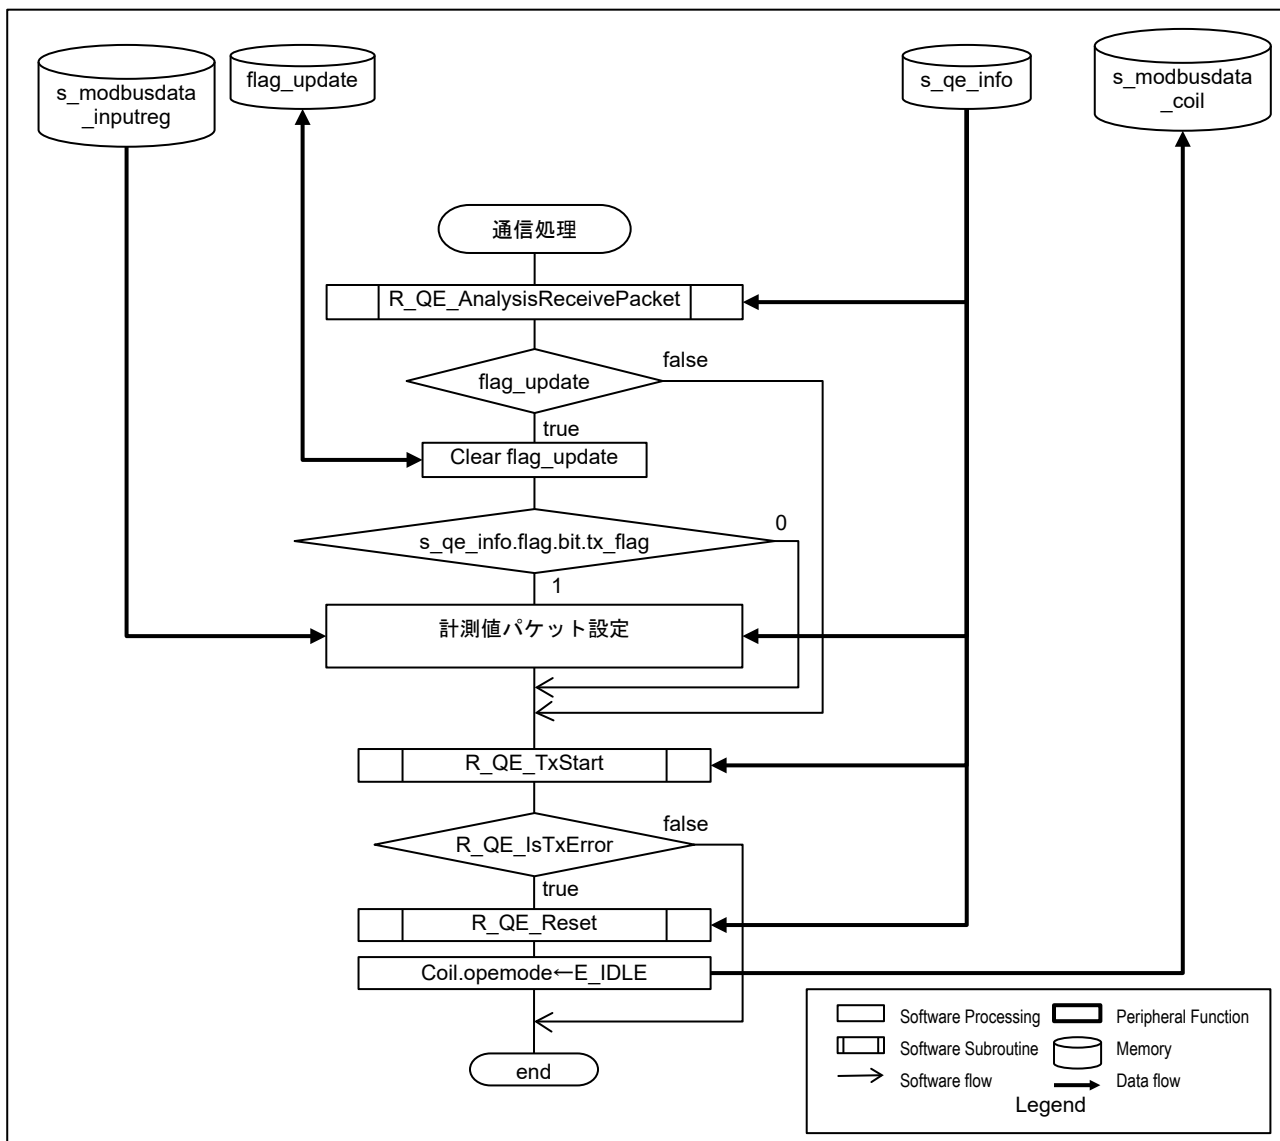 s_modbusdata
_inputreg
flag_update
s_qe_info
s_modbusdata
_coil
通信処理
R_QE_AnalysisReceivePacket
flag_update
false
true
Clear flag_update
s_qe_info.flag.bit.tx_flag
0
1
計測値パケット設定
R_QE_TxStart
R_QE_IsTxError
false
true
R_QE_Reset
Coil.opemode←E_IDLE
end
Software Processing
Peripheral Function
Software Subroutine
Memory
Software flow
Data flow
Legend